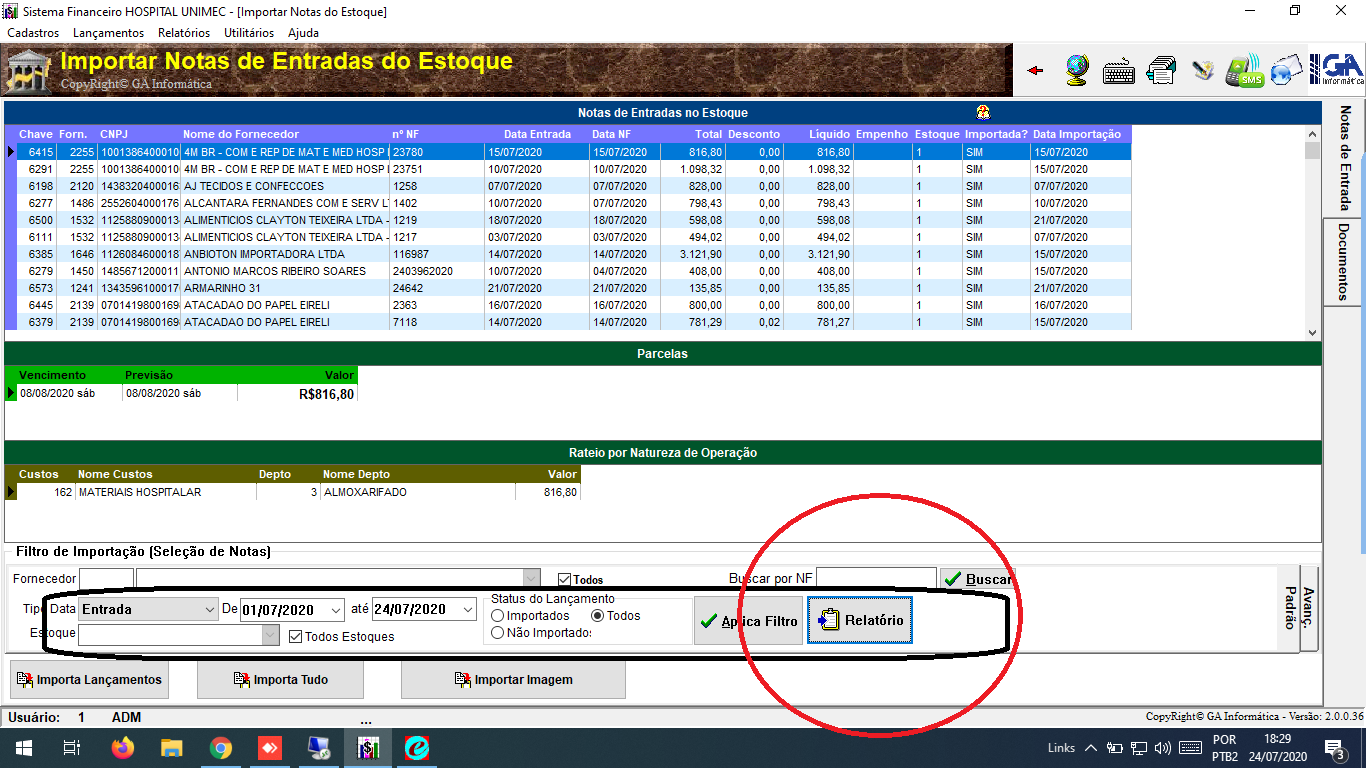 Sistema Financeiro HOSPITAL UNIMEC - [Importar Notas do Estoque]
Cadastros Lançamentos Relatórios Utilitários Ajuda
Importar Notas de Entradas do Estoque
CopyRight© GA Informática
SMS
GA
Informática
Notas de Entradas no Estoque
Chave Forn. CNPJ Nome do Fornecedor nº NF Data Entrada Data NF Total Desconto Líquido Empenho Estoque Importada? Data Importação
6415 2255 1001386400010 4M BR - COM E REP DE MAT E MED HOSP 23780 15/07/2020 15/07/2020 816,80 0,00 816,80 1 SIM 15/07/2020
6291 2255 1001386400010 4M BR - COM E REP DE MAT E MED HOSP 23751 10/07/2020 10/07/2020 1.098,32 0,00 1.098,32 1 SIM 15/07/2020
6198 2120 1438320400016 AJ TECIDOS E CONFECCOES 1258 07/07/2020 07/07/2020 828,00 0,00 828,00 1 SIM 07/07/2020
6277 1486 2552604000176 ALCANTARA FERNANDES COM E SERV L 1402 10/07/2020 07/07/2020 798,43 0,00 798,43 1 SIM 10/07/2020
6500 1532 1125880900013 ALIMENTICIOS CLAYTON TEIXEIRA LTDA - 1219 18/07/2020 18/07/2020 598,08 0,00 598,08 1 SIM 21/07/2020
6111 1532 1125880900013 ALIMENTICIOS CLAYTON TEIXEIRA LTDA - 1217 03/07/2020 03/07/2020 494,02 0,00 494,02 1 SIM 07/07/2020
6385 1646 1126084600018 ANBIOTON IMPORTADORA LTDA 116987 14/07/2020 14/07/2020 3.121,90 0,00 3.121,90 1 SIM 15/07/2020
6279 1450 1485671200011 ANTONIO MARCOS RIBEIRO SOARES 2403962020 10/07/2020 04/07/2020 408,00 0,00 408,00 1 SIM 15/07/2020
6573 1241 1343596100017 ARMARINHO 31 24642 21/07/2020 21/07/2020 135,85 0,00 135,85 1 SIM 21/07/2020
6445 2139 0701419800169 ATACADAO DO PAPEL EIRELI 2363 16/07/2020 16/07/2020 800,00 0,00 800,00 1 SIM 16/07/2020
6379 2139 0701419800169 ATACADAO DO PAPEL EIRELI 7118 14/07/2020 14/07/2020 781,29 0,02 781,27 1 SIM 15/07/2020
Notas de Entrada
Documentos
Parcelas
Vencimento Previsão Valor
08/08/2020 sáb 08/08/2020 sáb R$816,80
Rateio por Natureza de Operação
Custos Nome Custos Depto Nome Depto Valor
162 MATERIAIS HOSPITALAR 3 ALMOXARIFADO 816,80
Filtro de Importação (Seleção de Notas)
Fornecedor Todos Buscar por NF Buscar
Tipo Data Entrada De 01/07/2020 até 24/07/2020
Status do Lançamento
Importados Todos
Não Importados
Aplica Filtro Relatório
Estoque Todos Estoques
Padrão
Avanç.
Importa Lançamentos Importa Tudo Importar Imagem
Usuário: 1 ADM ... CopyRight© GA Informática - Versão: 2.0.0.36
Links POR 18:29
PTB2 24/07/2020 3